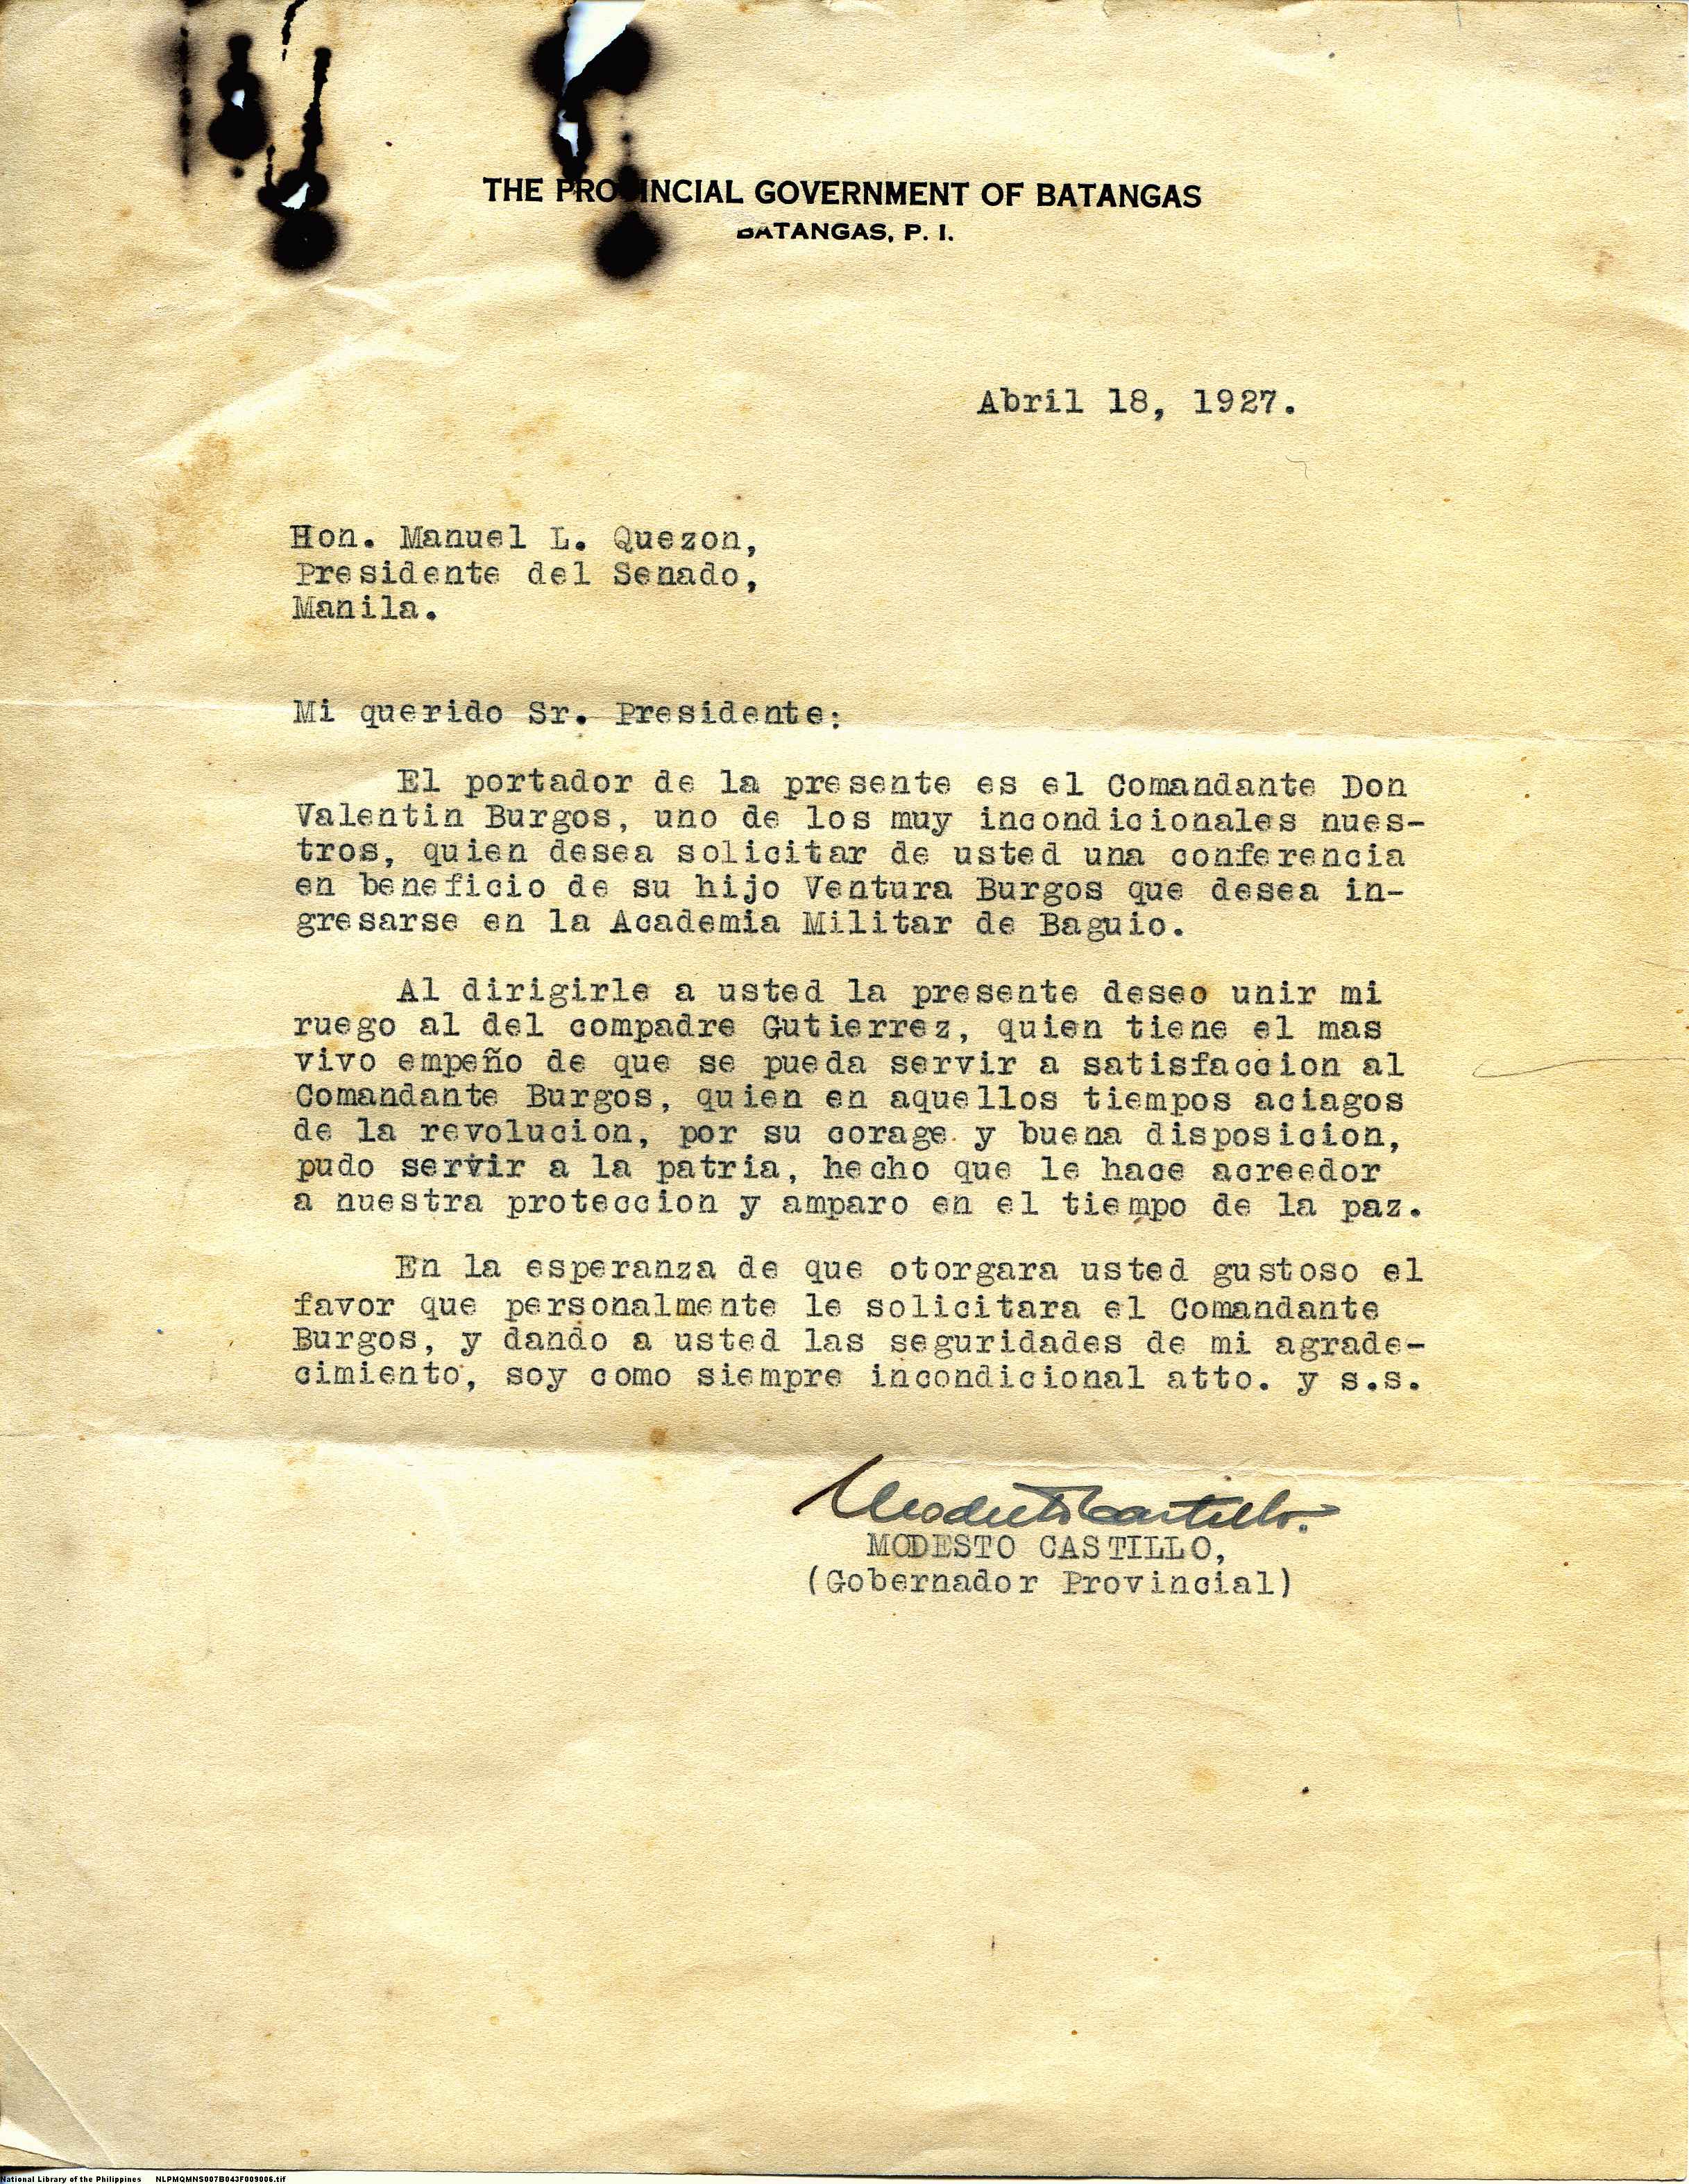 THE PROVINCIAL GOVERNMENT OF BATANGAS
BATANGAS, P. I.
Abril 18, 1927.
Hon. Manuel L. Quezon,
Presidente del Senado,
Manila.
Mi querido Sr. Presidente:
El portador de la presente es el Comandante Don
Valentin Burgos, uno de los muy incondicionales nues-
tros, quien desea solicitar de usted una conferencia
en beneficio de su hijo Ventura Burgos que desea in-
gresarse en la Academia Militar de Baguio.
Al dirigirle a usted la presente deseo unir mi
ruego al del compadre Gutierrez, quien tiene el mas
vivo empeño de que se pueda servir a satisfaccion al
Comandante Burgos, quien en aquellos tiempos aciagos
de la revolucion, por su corage y buena disposicion,
pudo servir a la patria, hecho que le hace acreedor
a nuestra proteccion y amparo en el tiempo de la paz.
En la esperanza de que otorgara usted gustoso el
favor que personalmente le solicitara el Comandante
Burgos, y dando a usted las seguridades de mi agrade-
cimiento, soy como siempre incondicional atto. y s.s.
Modesto Castillo.
MODESTO CASTILLO,
(Gobernador Provincial)
National Library of the Philippines NLPMQMNS007B043F009006.tif